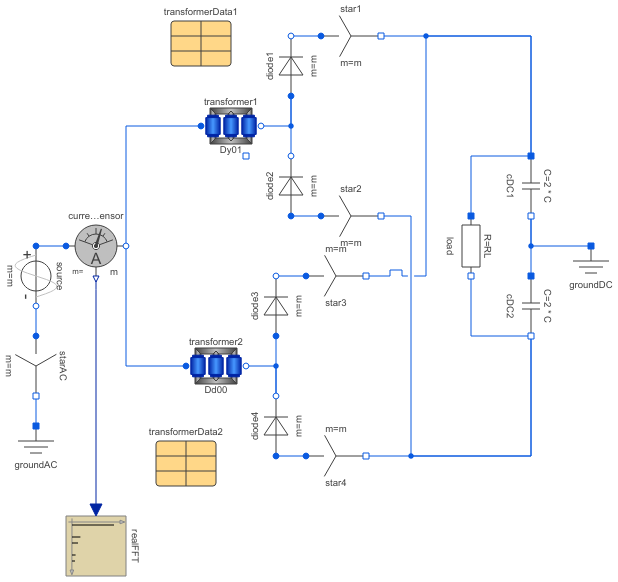 transformerData1
star1
m=m
diode1
m=m
transformer1
Dy01
diode2
m=m
star2
m=m
curre...ensor
A
m=
m
+
-
m=m
source
starAC
m=m
groundAC
m=m
star3
diode3
m=m
transformer2
Dd00
diode4
m=m
transformerData2
m=m
star4
cDC1
C=2 * C
load
R=RL
groundDC
cDC2
C=2 * C
realFFT